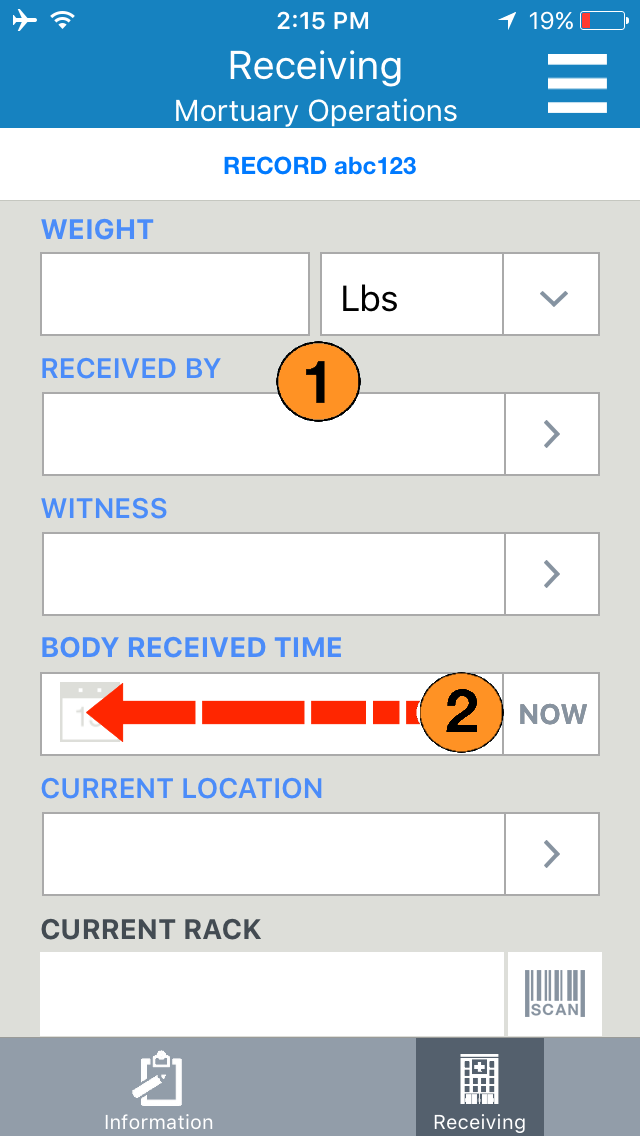 2:15 PM 19%
Receiving
Mortuary Operations
RECORD abc123
WEIGHT
Lbs
RECEIVED BY
1
WITNESS
BODY RECEIVED TIME
2 NOW
CURRENT LOCATION
CURRENT RACK
SCAN
Information Receiving